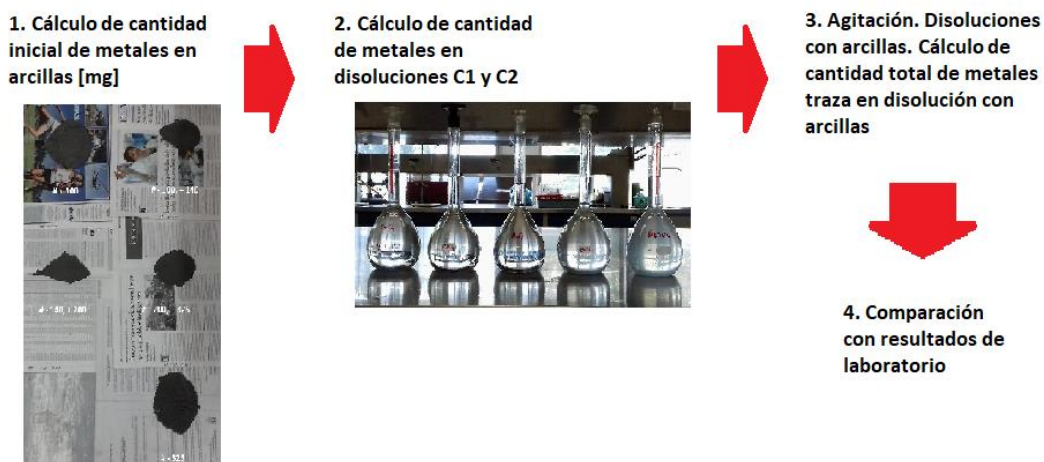 1. Cálculo de cantidad
inicial de metales en
arcillas [mg]
2. Cálculo de cantidad
de metales en
disoluciones C1 y C2
3. Agitación. Disoluciones
con arcillas. Cálculo de
cantidad total de metales
traza en disolución con
arcillas
4. Comparación
con resultados de
laboratorio